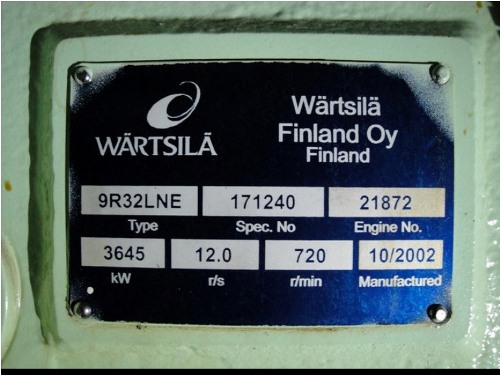 WÄRTSILÄ
Wärtsilä
Finland Oy
Finland
9R32LNE 171240 21872
Type Spec. No Engine No.
3645 12.0 720 10/2002
kW r/s r/min Manufactured